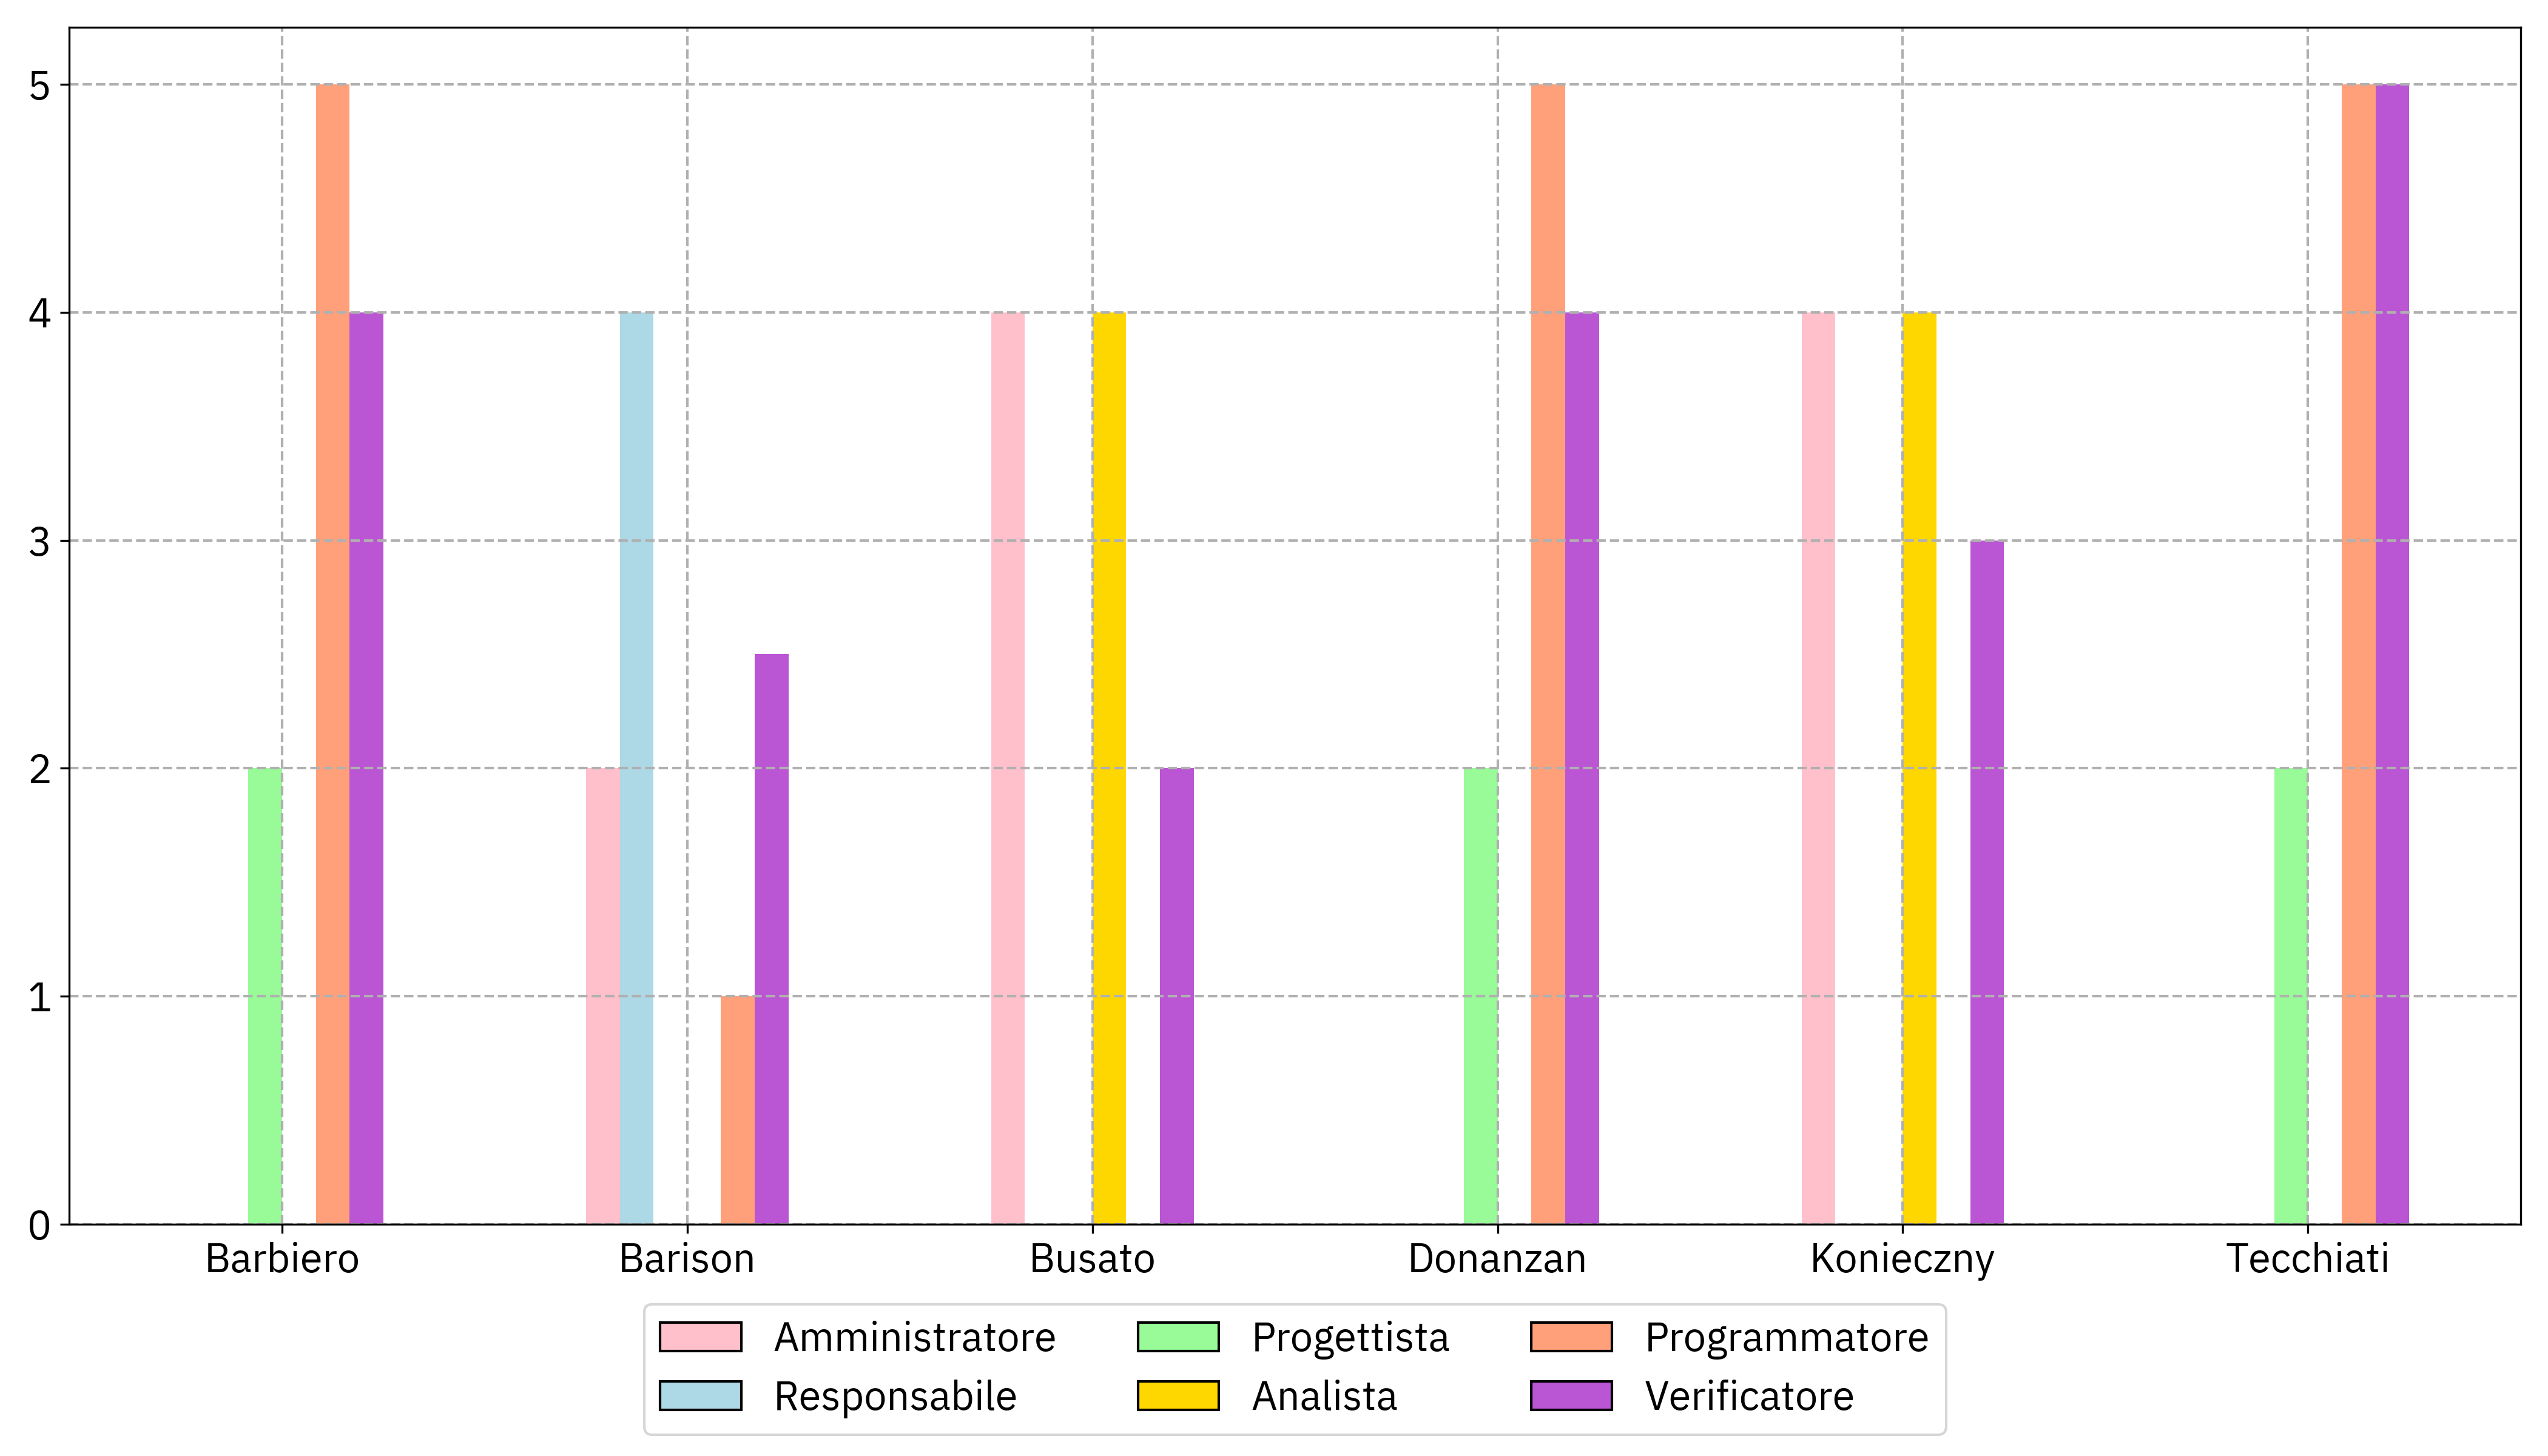 5
4
3
2
1
0
Barbiero Barison Busato Donanzan Konieczny Tecchiati
Amministratore Progettista Programmatore
Responsabile Analista Verificatore